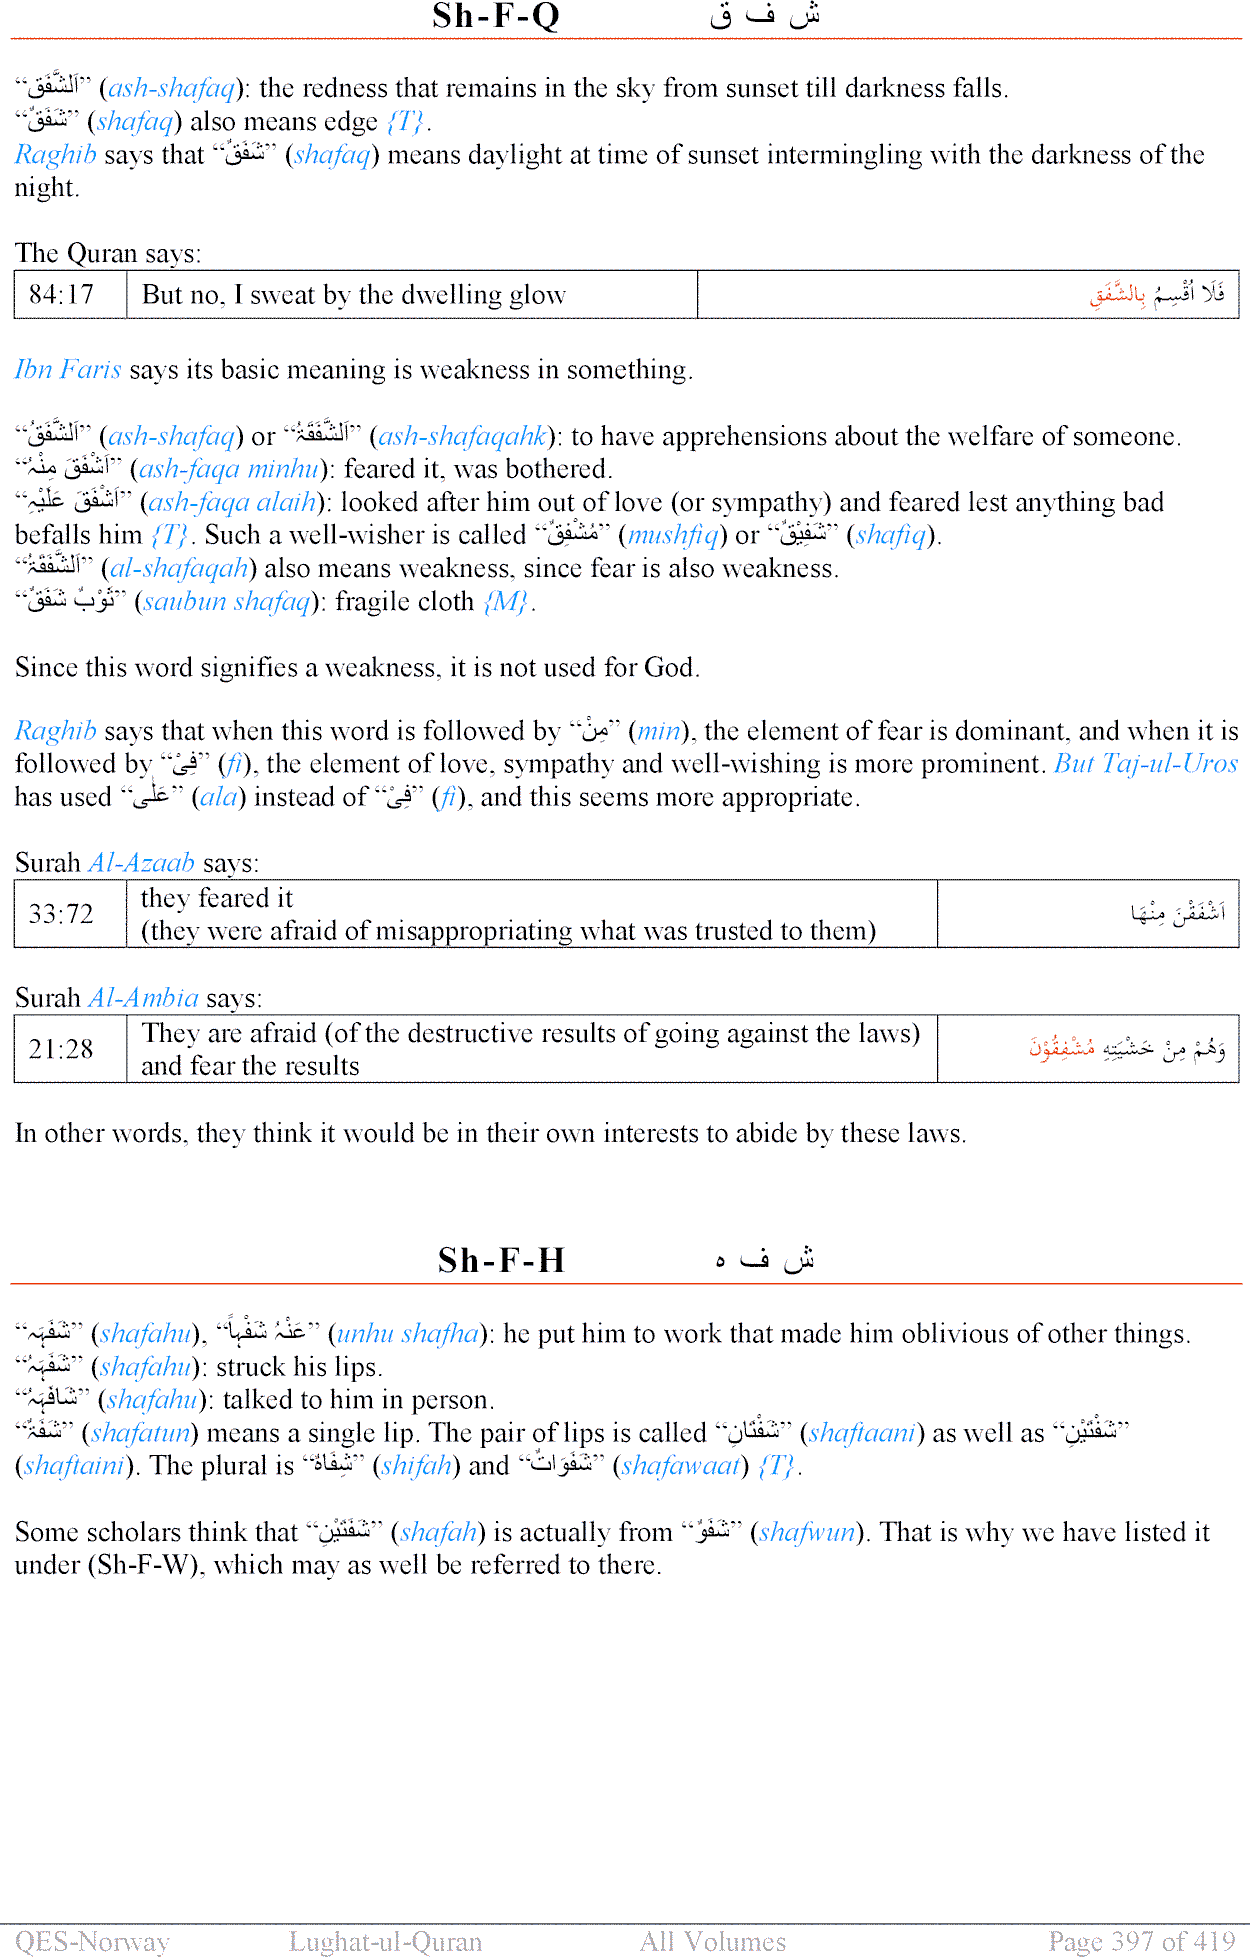 Sh-F-Q ش ف ق
“اَلشَّفَق” (ash-shafaq): the redness that remains in the sky from sunset till darkness falls.
“شَفَقٌ” (shafaq) also means edge {T}.
Raghib says that “شَفَقٌ” (shafaq) means daylight at time of sunset intermingling with the darkness of the
night.
The Quran says:
84:17 But no, I sweat by the dwelling glow فَلَا اُقْسِمُ بِالشَّفَقِ
Ibn Faris says its basic meaning is weakness in something.
“اَلشَّفَقُ” (ash-shafaq) or “اَلشَّفَقَۃُ” (ash-shafaqahk): to have apprehensions about the welfare of someone.
“اَشْفَقَ مِنْہُ” (ash-faqa minhu): feared it, was bothered.
“اَشْفَقَ عَلَیْہِ” (ash-faqa alaih): looked after him out of love (or sympathy) and feared lest anything bad
befalls him {T}. Such a well-wisher is called “مُشْفِقٌ” (mushfiq) or “شَفِیْقٌ” (shafiq).
“اَلشَّفَقَۃُ” (al-shafaqah) also means weakness, since fear is also weakness.
“ثَوْبٌ شَفَقٌ” (saubun shafaq): fragile cloth {M}.
Since this word signifies a weakness, it is not used for God.
Raghib says that when this word is followed by “مِنْ” (min), the element of fear is dominant, and when it is
followed by “فِیْ” (fi), the element of love, sympathy and well-wishing is more prominent. But Taj-ul-Uros
has used “عَلٰی” (ala) instead of “فِیْ” (fi), and this seems more appropriate.
Surah Al-Azaab says:
33:72 they feared it
(they were afraid of misappropriating what was trusted to them) اَشْفَقْنَ مِنْھَا
Surah Al-Ambia says:
21:28 They are afraid (of the destructive results of going against the laws)
and fear the results وَھُمْ مِنْ خَشْیَتِهِ مُشْفِقُوْنَ
In other words, they think it would be in their own interests to abide by these laws.
Sh-F-H ش ف ہ
“شَفَہَہ” (shafahu), “عَنْہُ شَفْہاً” (unhu shafha): he put him to work that made him oblivious of other things.
“شَفَہَہُ” (shafahu): struck his lips.
“شَافَہَہُ” (shafahu): talked to him in person.
“شَفَۃٌ” (shafatun) means a single lip. The pair of lips is called “شَفْتَانِ” (shaftaani) as well as “شَفْتَیْنِ”
(shaftaini). The plural is “شِفَاہٌ” (shifah) and “شَفَوَاتٌ” (shafawaat) {T}.
Some scholars think that “شَفَتَیْنِ” (shafah) is actually from “شَفْوٌ” (shafwun). That is why we have listed it
under (Sh-F-W), which may as well be referred to there.
QES-Norway Lughat-ul-Quran All Volumes Page 397 of 419